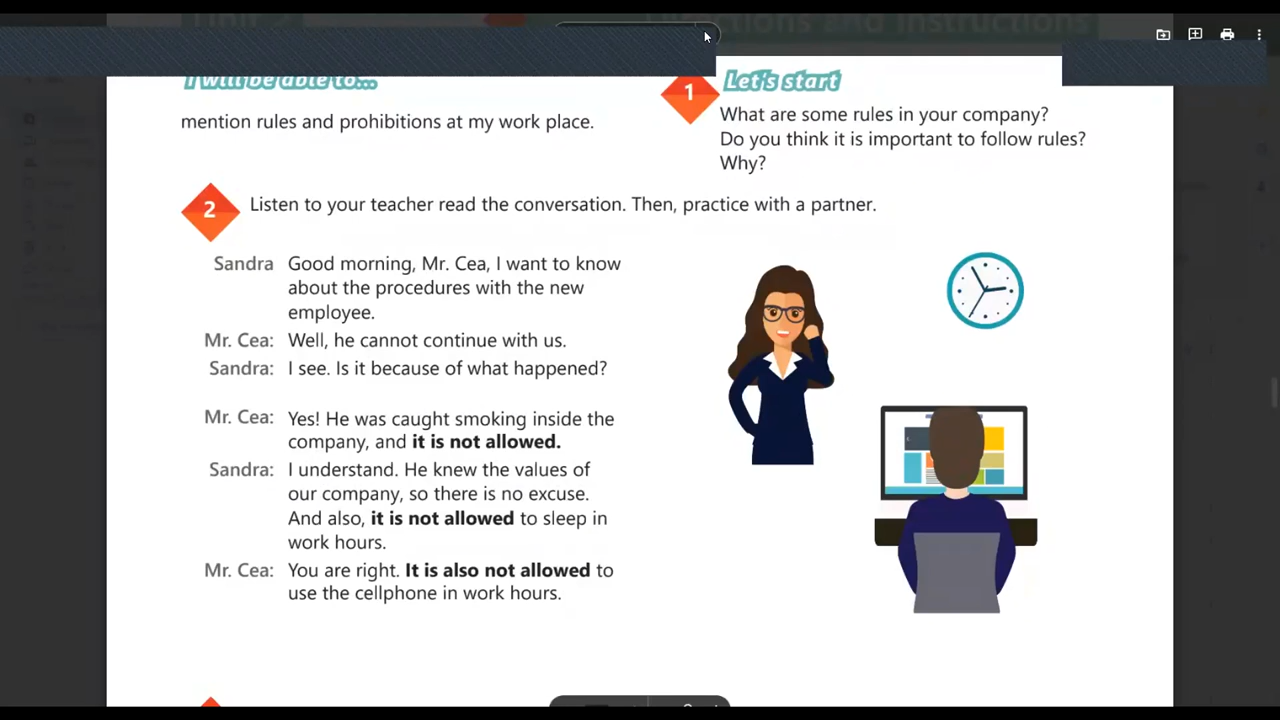 ections and Instructions
I will be able to...
mention rules and prohibitions at my work place.
1
Let's start
What are some rules in your company?
Do you think it is important to follow rules?
Why?
2
Listen to your teacher read the conversation. Then, practice with a partner.
Sandra Good morning, Mr. Cea, I want to know
about the procedures with the new
employee.
Mr. Cea: Well, he cannot continue with us.
Sandra: I see. Is it because of what happened?
Mr. Cea: Yes! He was caught smoking inside the
company, and it is not allowed.
Sandra: I understand. He knew the values of
our company, so there is no excuse.
And also, it is not allowed to sleep in
work hours.
Mr. Cea: You are right. It is also not allowed to
use the cellphone in work hours.